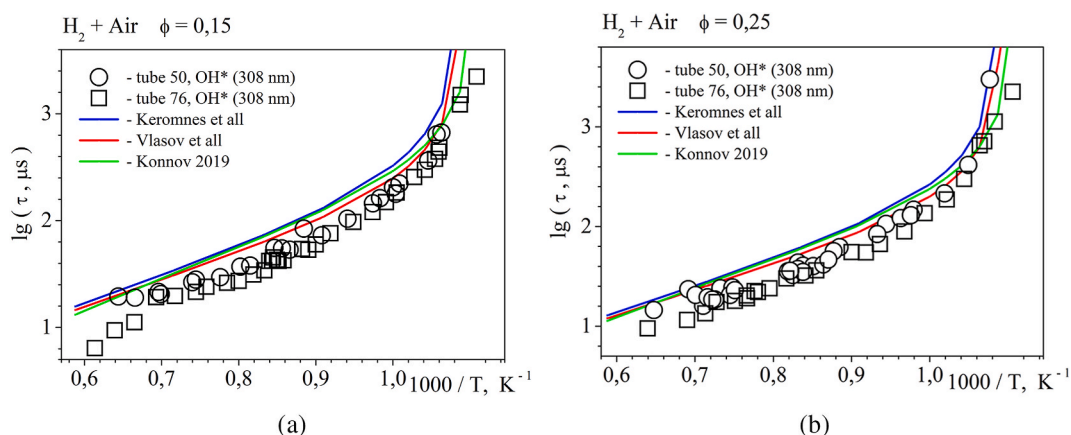 H₂ + Air ϕ = 0,15
- tube 50, OH* (308 nm)
- tube 76, OH* (308 nm)
- Keromnes et all
- Vlasov et all
- Konnov 2019
lg ( τ , μs )
3
2
1
0,6 0,7 0,8 0,9 1,0 1000 / T, K⁻¹
(a)
H₂ + Air ϕ = 0,25
- tube 50, OH* (308 nm)
- tube 76, OH* (308 nm)
- Keromnes et all
- Vlasov et all
- Konnov 2019
lg ( τ , μs )
3
2
1
0,6 0,7 0,8 0,9 1,0 1000 / T, K⁻¹
(b)